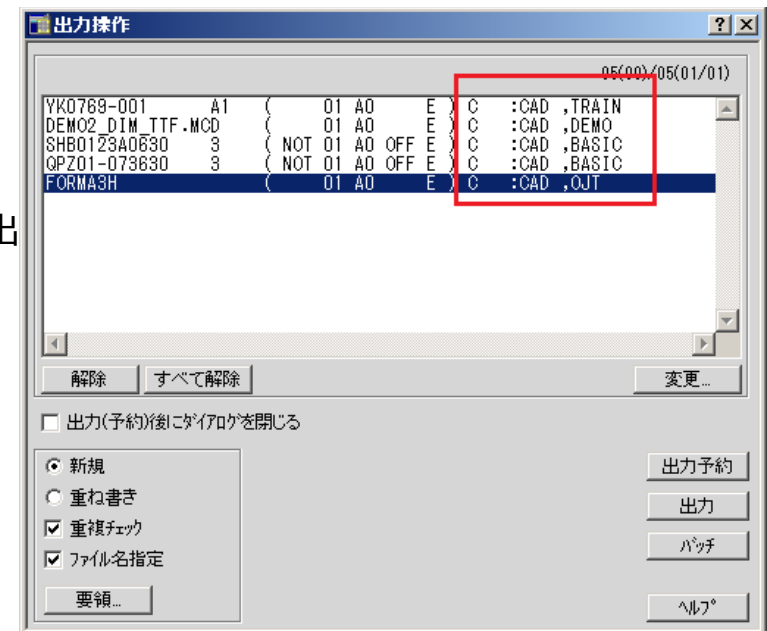 出力操作
05(00)/05(01/01)
YK0769-001 A1 ( 01 A0 E ) C :CAD ,TRAIN
DEMO2_DIM_TTF.MCD ( 01 A0 E ) C :CAD ,DEMO
SHB0123A0630 3 ( NOT 01 A0 OFF E ) C :CAD ,BASIC
QPZ01-073630 3 ( NOT 01 A0 OFF E ) C :CAD ,BASIC
FORMA3H ( 01 A0 E ) C :CAD ,OJT
出
解除 すべて解除 変更...
出力(予約)後にダイアログを閉じる
新規
重ね書き
重複チェック
ファイル名指定
要領...
出力予約
出力
バッチ
ヘルプ